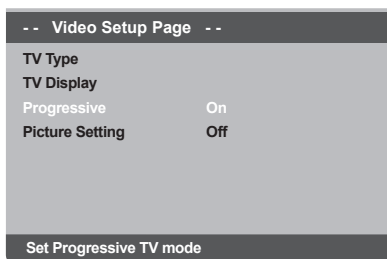 -- Video Setup Page --
TV Type
TV Display
Progressive On
Picture Setting Off
Set Progressive TV mode